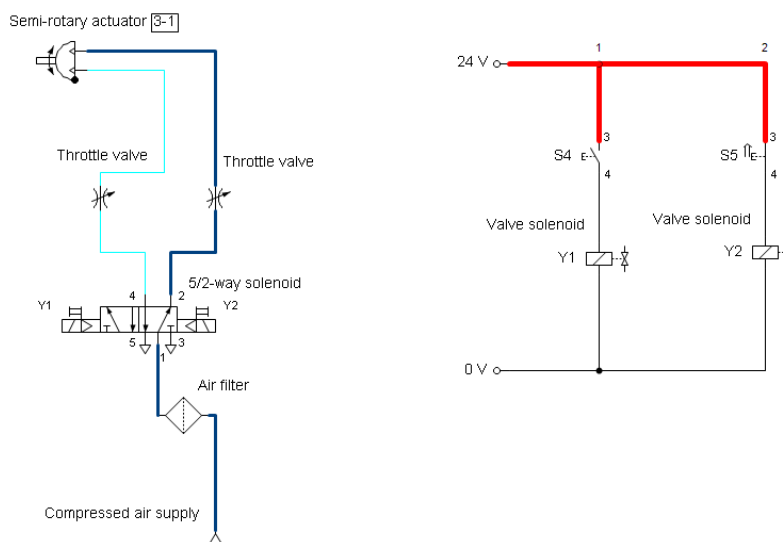 Semi-rotary actuator 3-1
Throttle valve
Throttle valve
5/2-way solenoid
4
2
Y1
Y2
5
1
3
Air filter
Compressed air supply
1
2
24 V
3
S4
4
3
S5
4
Valve solenoid
Valve solenoid
Y1
Y2
0 V